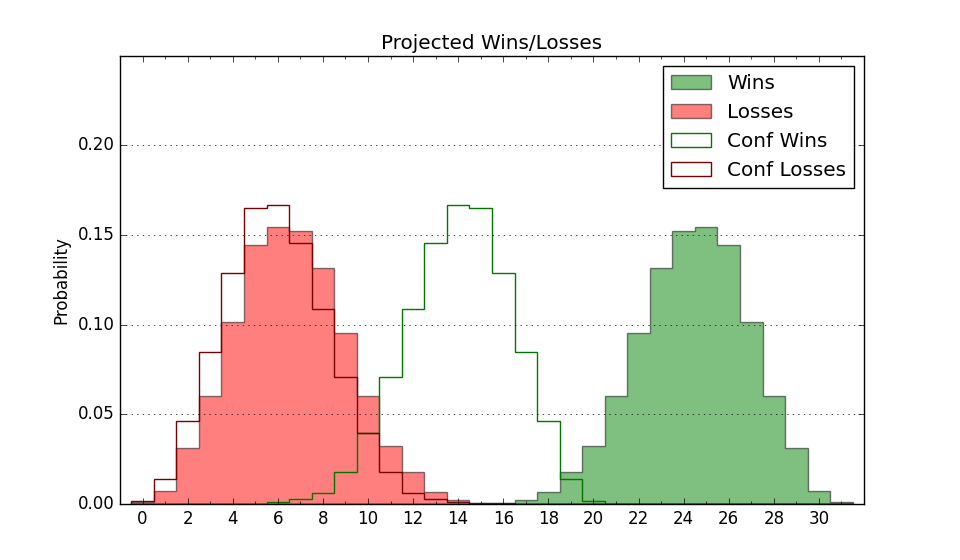 Projected Wins/Losses
Wins
Losses
Conf Wins
Conf Losses
Probability
0.20
0.15
0.10
0.05
0.00
0 2 4 6 8 10 12 14 16 18 20 22 24 26 28 30